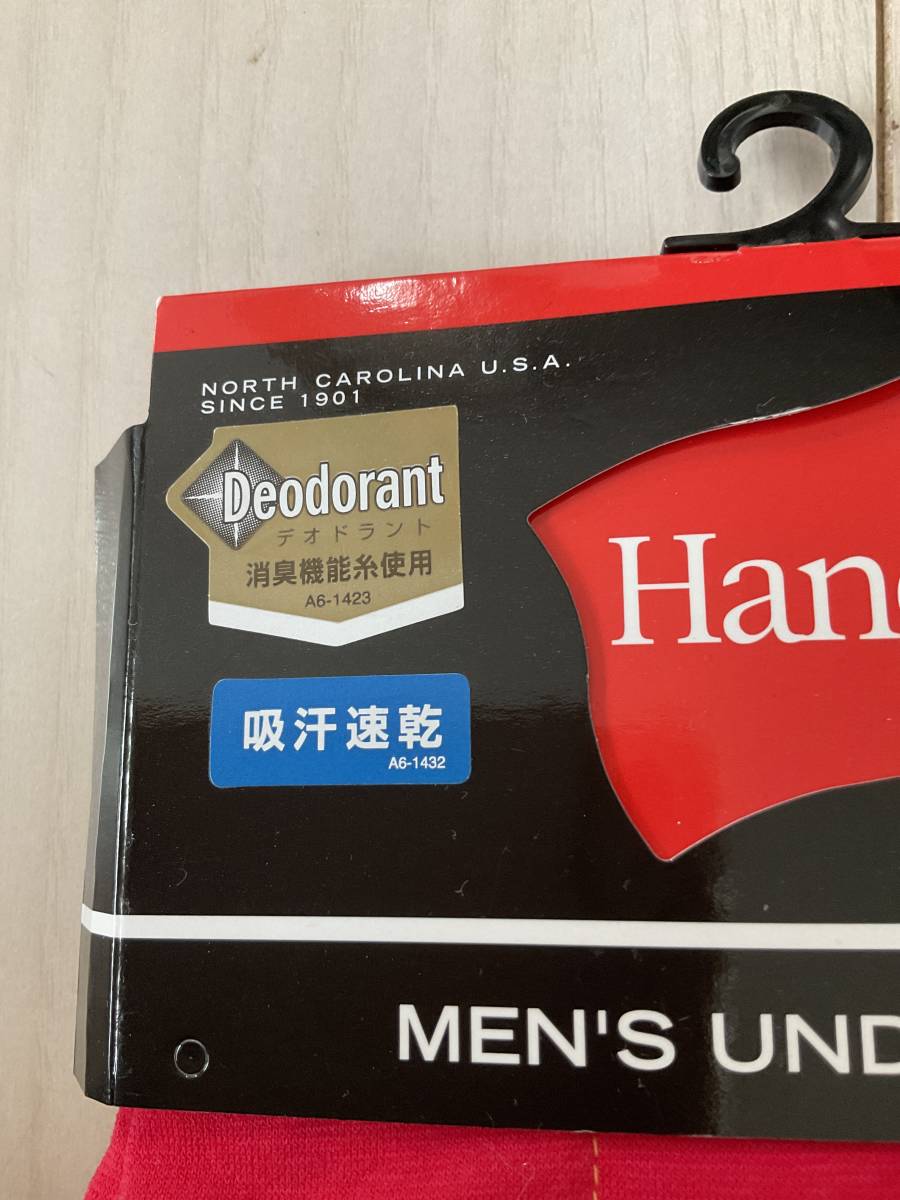 NORTH CAROLINA U.S.A.
SINCE 1901
Deodorant
デオドラント
消臭機能糸使用
A6-1423
吸汗速乾
A6-1432
Han
MEN'S UND